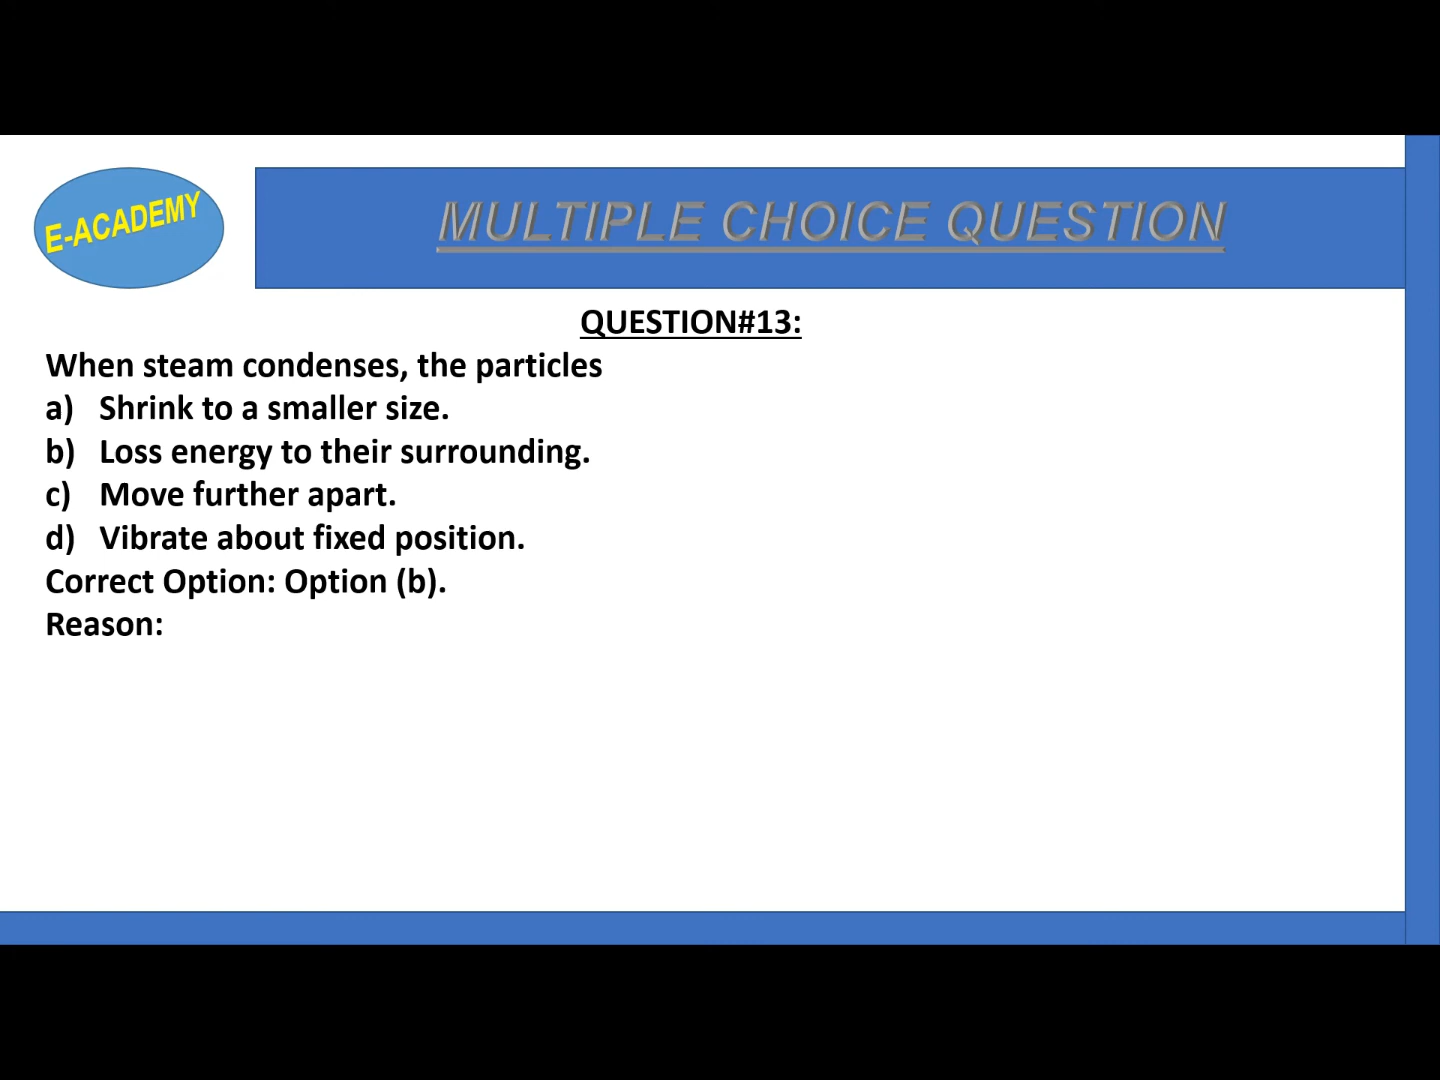 E-ACADEMY
MULTIPLE CHOICE QUESTION
QUESTION#13:
When steam condenses, the particles
a) Shrink to a smaller size.
b) Loss energy to their surrounding.
c) Move further apart.
d) Vibrate about fixed position.
Correct Option: Option (b).
Reason: